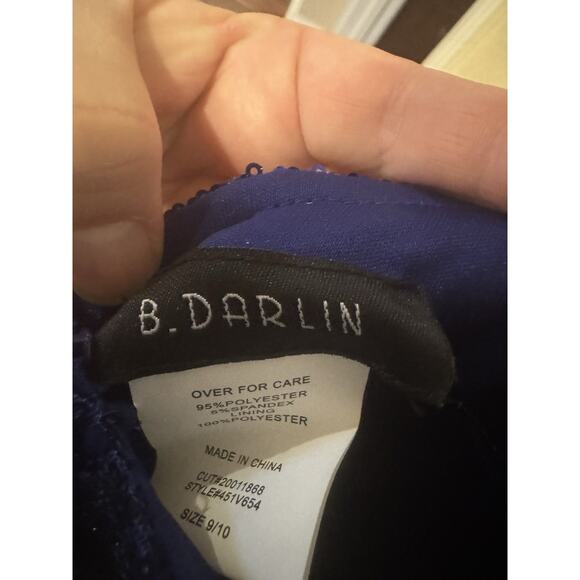 B.DARLIN
OVER FOR CARE
95%POLYESTER
5%SPANDEX
LINING
100%POLYESTER
MADE IN CHINA
CUT#20011868
STYLE#451V654
SIZE 9/10